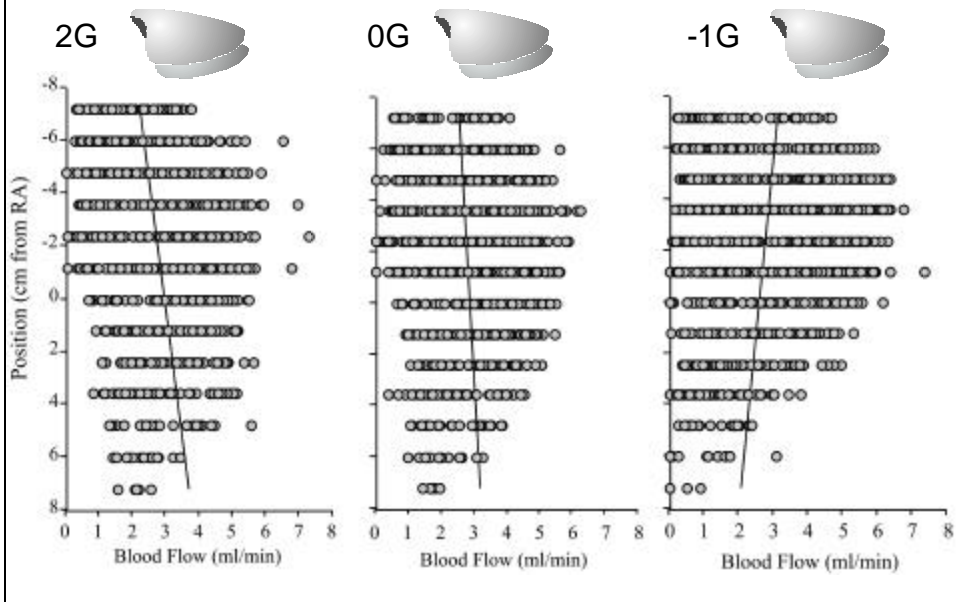 2G
0G
-1G
Position (cm from RA)
-8
-6
-4
-2
0
2
4
6
8
0 1 2 3 4 5 6 7 8
Blood Flow (ml/min)
0 1 2 3 4 5 6 7 8
Blood Flow (ml/min)
0 1 2 3 4 5 6 7 8
Blood Flow (ml/min)